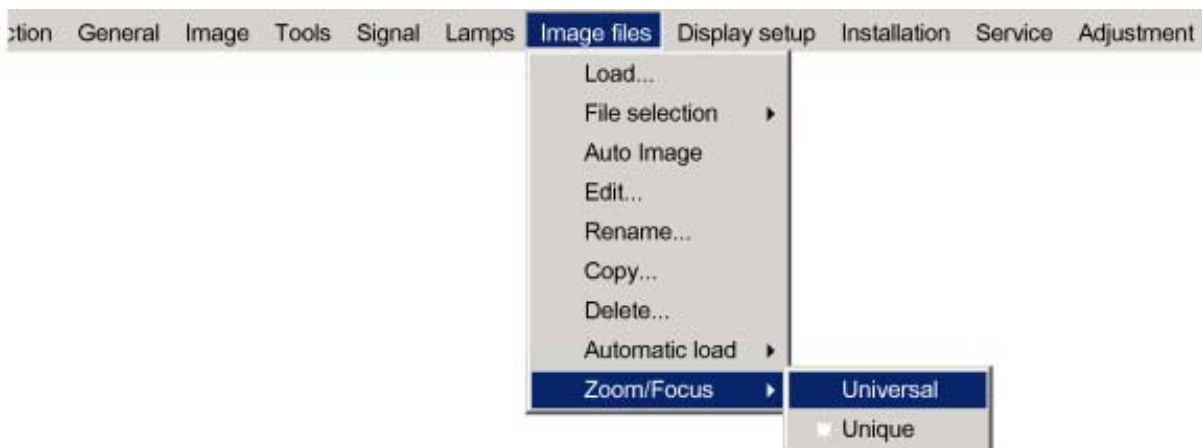 ction General Image Tools Signal Lamps Image files Display setup Installation Service Adjustment
Load...
File selection
Auto Image
Edit...
Rename...
Copy...
Delete...
Automatic load
Zoom/Focus Universal
Unique